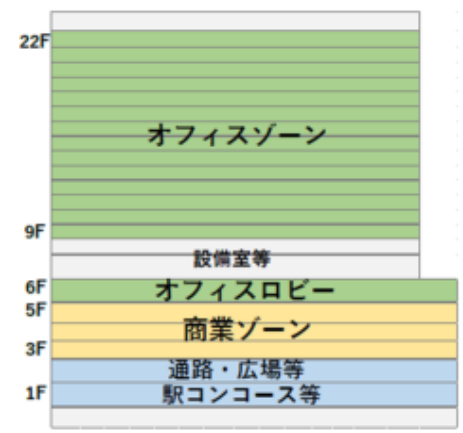 22F
オフィスゾーン
9F
設備室等
6F
オフィスロビー
5F
商業ゾーン
3F
通路・広場等
1F
駅コンコース等